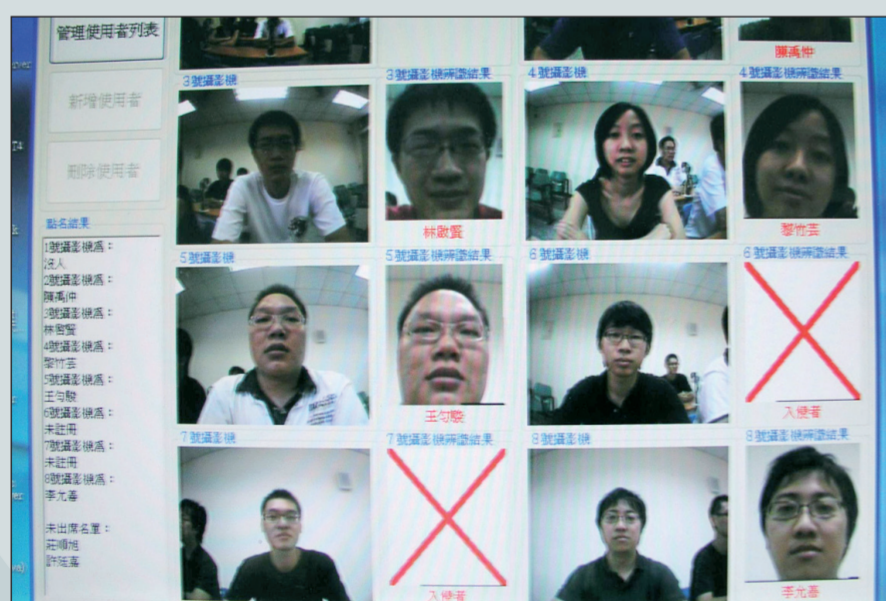 管理使用者列表
陳禹仲
新增使用者
刪除使用者
3號攝影機
3號攝影機辨識結果
4號攝影機
4號攝影機辨識結果
林啟賢
黎竹芸
點名結果
1號攝影機為：
沒人
2號攝影機為：
陳禹仲
3號攝影機為：
林啟賢
4號攝影機為：
黎竹芸
5號攝影機為：
王勻駿
6號攝影機為：
未註冊
7號攝影機為：
未註冊
8號攝影機為：
李允善
未出席名單：
莊順旭
許廷嘉
5號攝影機
5號攝影機辨識結果
6號攝影機
6號攝影機辨識結果
王勻駿
入侵者
7號攝影機
7號攝影機辨識結果
8號攝影機
8號攝影機辨識結果
入侵者
李允善